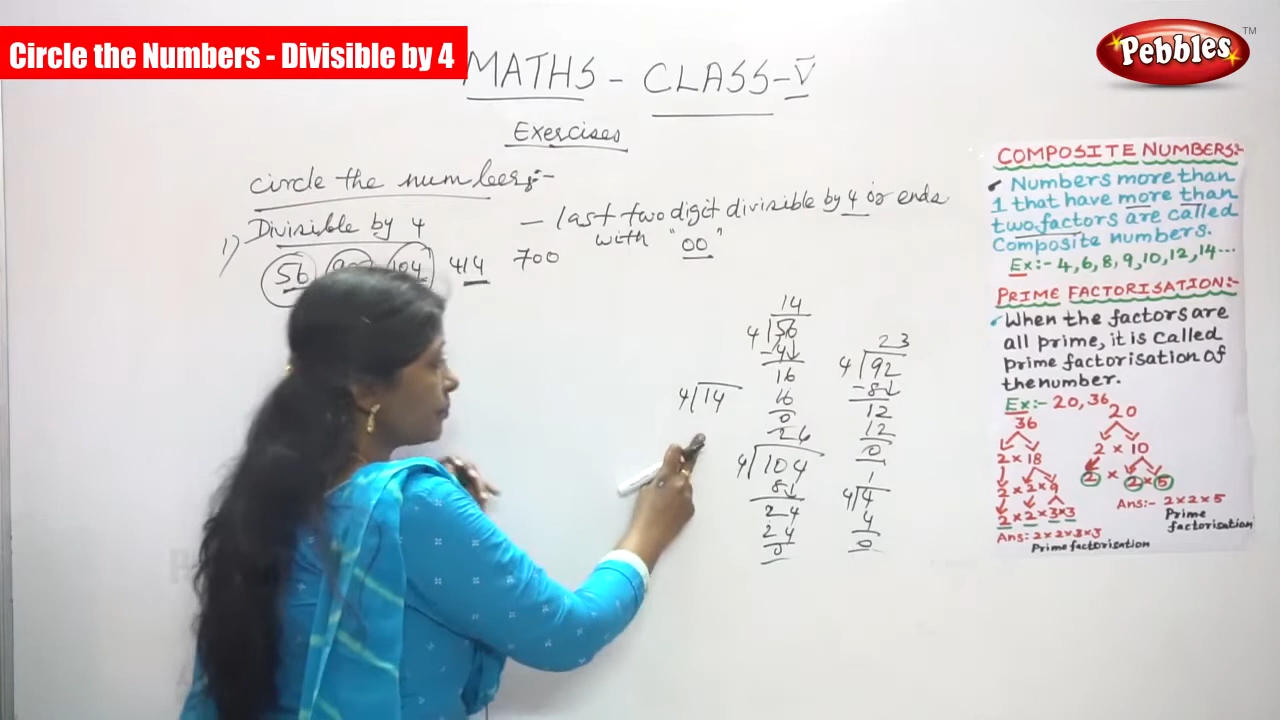 Circle the Numbers - Divisible by 4
Pebbles TM
MATHS - CLASS - V
Exercises
circle the numbers:-
1) Divisible by 4 — last two digit divisible by 4 or ends
with "00"
56 104 414 700
14
4 56
-4↓
16
16
0
23
4 92
-8↓
12
12
0
4 14
26
4 104
8↓
24
24
0
1
4 4
4
0
COMPOSITE NUMBERS:-
Numbers more than
1 that have more than
two factors are called
Composite numbers.
Ex:- 4, 6, 8, 9, 10, 12, 14...
PRIME FACTORISATION:-
When the factors are
all prime, it is called
prime factorisation of
the number.
Ex:- 20, 36
36
2 × 18
2 × 2 × 9
2 × 2 × 3 × 3
Ans: 2 × 2 × 3 × 3
Prime factorisation
20
2 × 10
2 × 2 × 5
Ans:- 2 × 2 × 5
Prime
factorisation